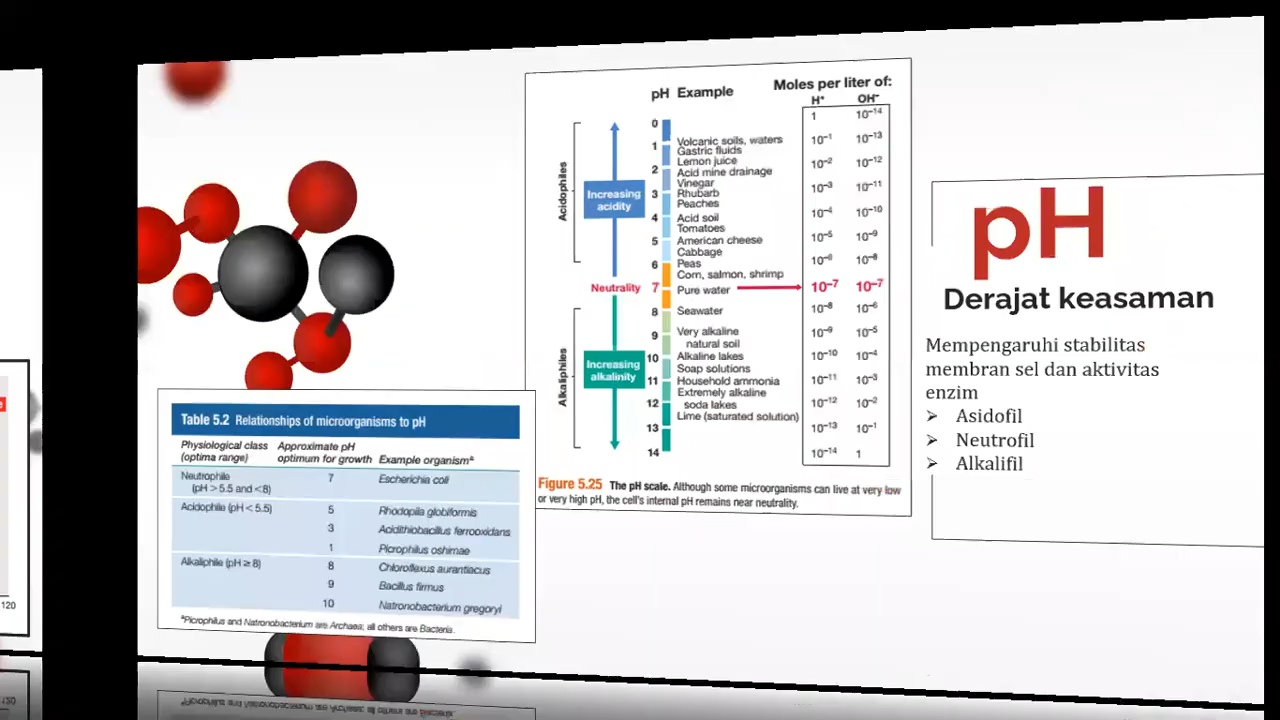 pH Example
Moles per liter of:
H⁺ OH⁻
0
1
2
3
4
5
6
7
8
9
10
11
12
13
14
Acidophiles
Increasing
acidity
Neutrality
Alkaliphiles
Increasing
alkalinity
Volcanic soils, waters
Gastric fluids
Lemon juice
Acid mine drainage
Vinegar
Rhubarb
Peaches
Acid soil
Tomatoes
American cheese
Cabbage
Peas
Corn, salmon, shrimp
Pure water
Seawater
Very alkaline
natural soil
Alkaline lakes
Soap solutions
Household ammonia
Extremely alkaline
soda lakes
Lime (saturated solution)
1 10⁻¹⁴
10⁻¹ 10⁻¹³
10⁻² 10⁻¹²
10⁻³ 10⁻¹¹
10⁻⁴ 10⁻¹⁰
10⁻⁵ 10⁻⁹
10⁻⁶ 10⁻⁸
10⁻⁷ 10⁻⁷
10⁻⁸ 10⁻⁶
10⁻⁹ 10⁻⁵
10⁻¹⁰ 10⁻⁴
10⁻¹¹ 10⁻³
10⁻¹² 10⁻²
10⁻¹³ 10⁻¹
10⁻¹⁴ 1
Figure 5.25 The pH scale. Although some microorganisms can live at very low
or very high pH, the cell's internal pH remains near neutrality.
pH
Derajat keasaman
Mempengaruhi stabilitas
membran sel dan aktivitas
enzim
➢ Asidofil
➢ Neutrofil
➢ Alkalifil
Table 5.2 Relationships of microorganisms to pH
Physiological class Approximate pH
(optima range) optimum for growth Example organismᵃ
Neutrophile 7 Escherichia coli
(pH > 5.5 and <8)
Acidophile (pH < 5.5) 5 Rhodopila globiformis
3 Acidithiobacillus ferrooxidans
1 Picrophilus oshimae
Alkaliphile (pH ≥ 8) 8 Chloroflexus aurantiacus
9 Bacillus firmus
10 Natronobacterium gregoryi
ᵃPicrophilus and Natronobacterium are Archaea; all others are Bacteria.
120